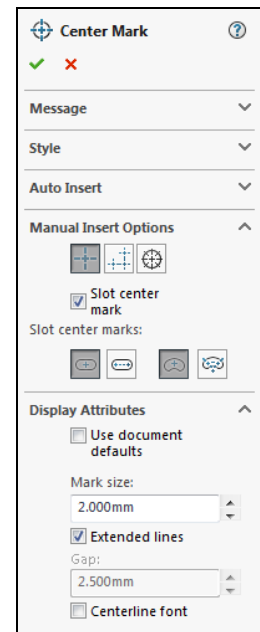 Center Mark
Message
Style
Auto Insert
Manual Insert Options
Slot center
mark
Slot center marks:
Display Attributes
Use document
defaults
Mark size:
2.000mm
Extended lines
Gap:
2.500mm
Centerline font